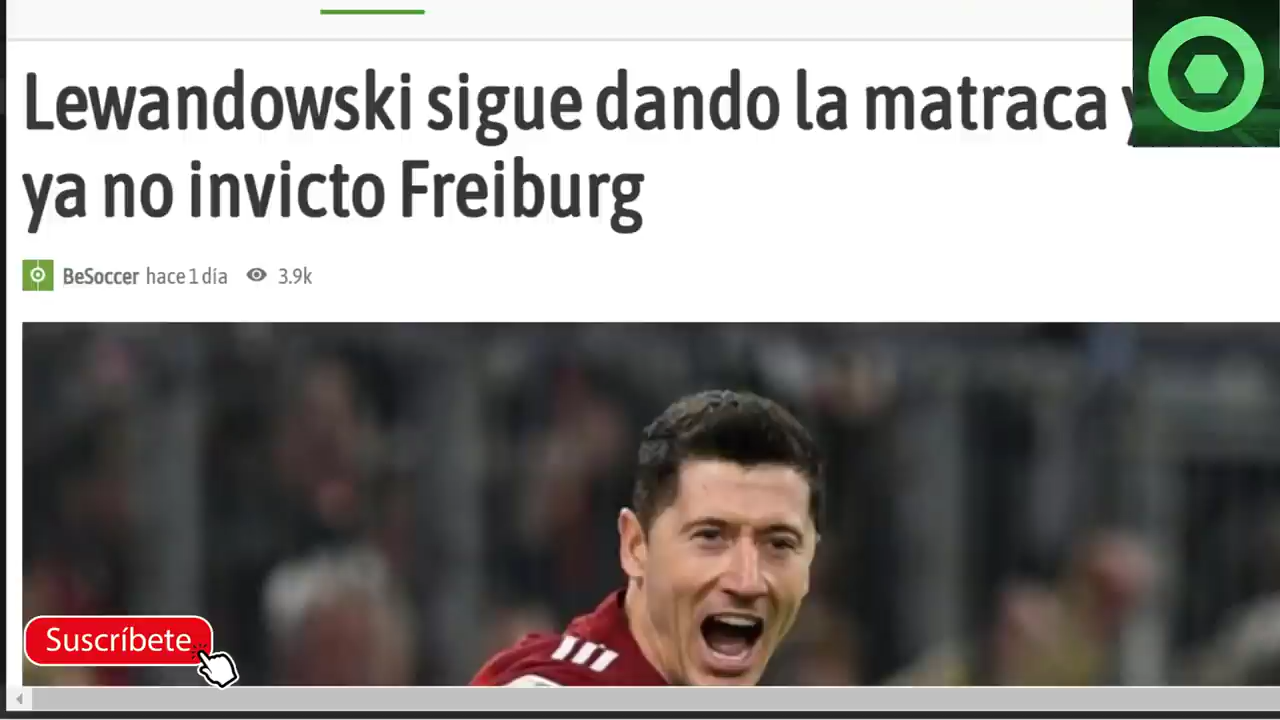 Lewandowski sigue dando la matraca y
ya no invicto Freiburg
BeSoccer hace 1 día 3.9k
Suscríbete